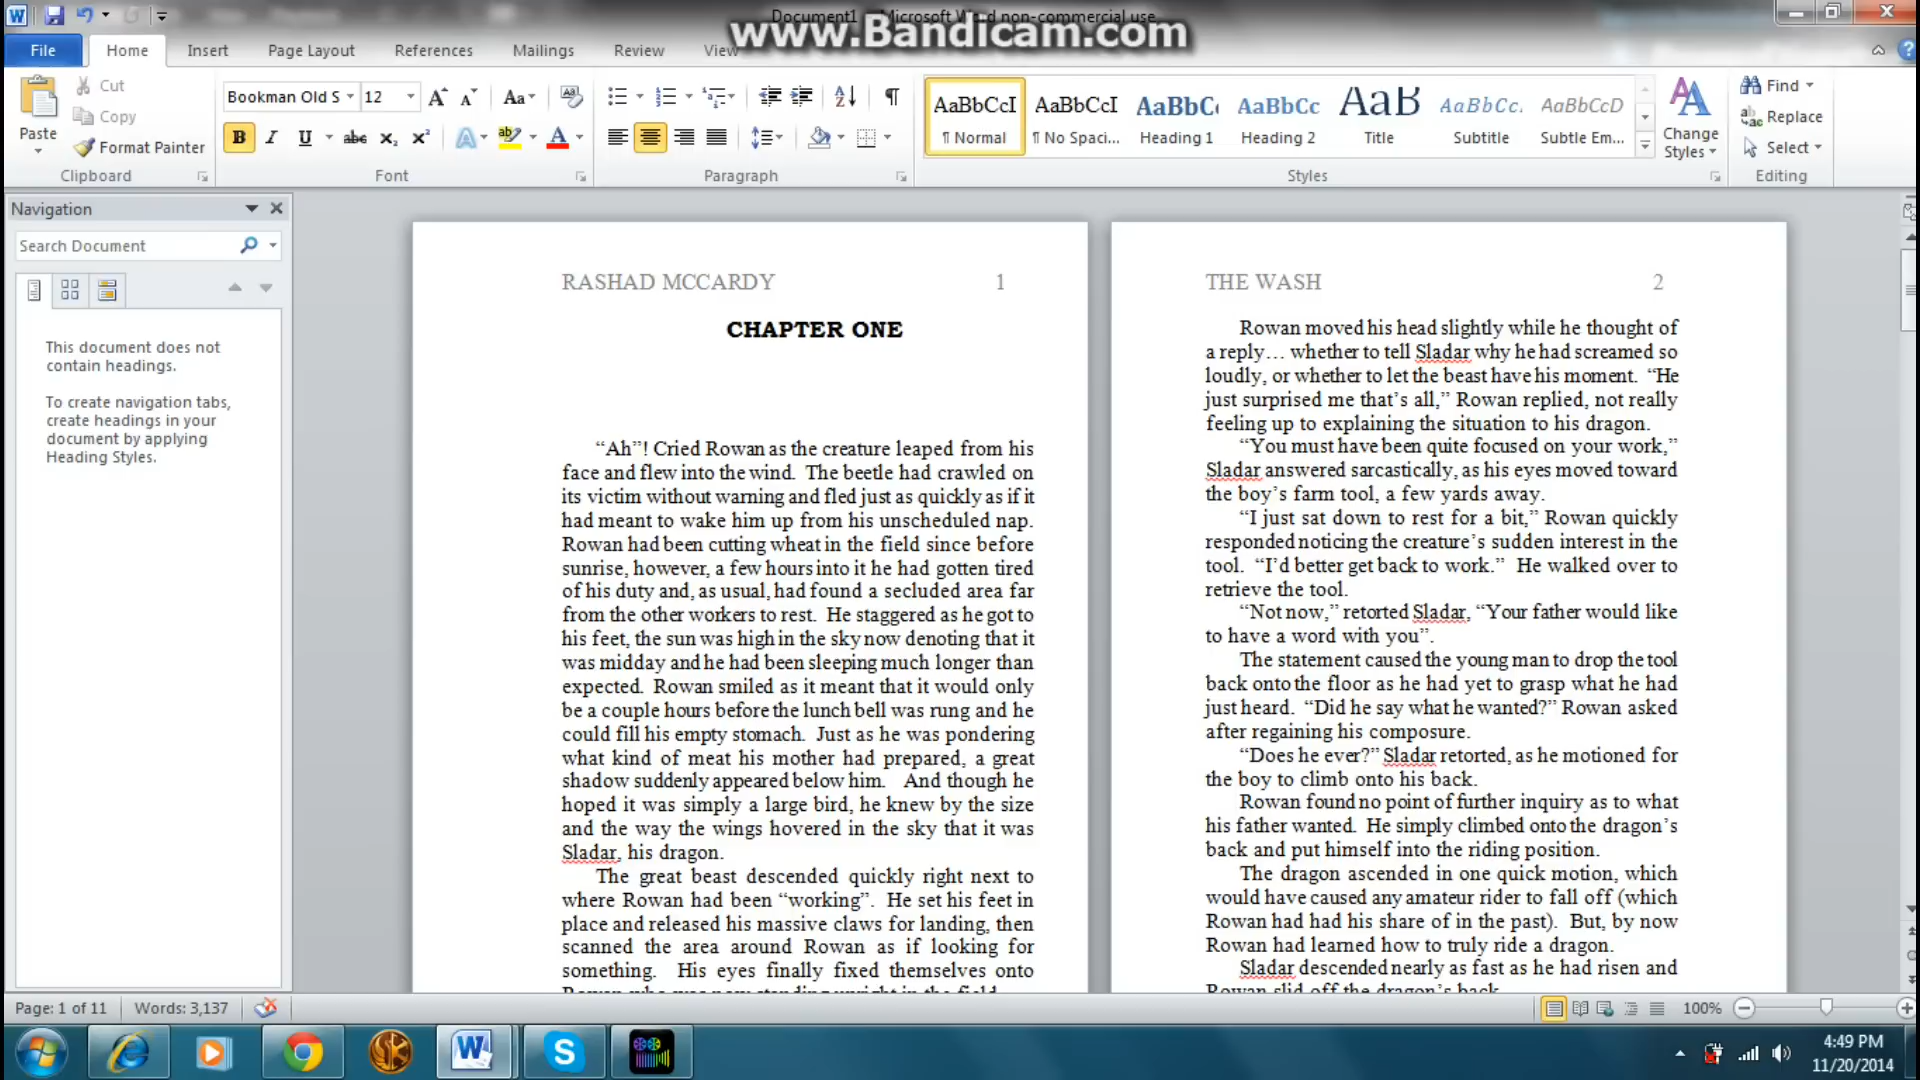 Document1 - Microsoft Word non-commercial use
www.Bandicam.com
File Home Insert Page Layout References Mailings Review View
Paste
Cut
Copy
Format Painter
Clipboard
Bookman Old S 12
Font
Paragraph
AaBbCcI AaBbCcI AaBbC AaBbCc AaB AaBbCc. AaBbCcD
¶ Normal ¶ No Spaci... Heading 1 Heading 2 Title Subtitle Subtle Em...
Change
Styles
Styles
Find
Replace
Select
Editing
Navigation
Search Document
This document does not
contain headings.
To create navigation tabs,
create headings in your
document by applying
Heading Styles.
RASHAD MCCARDY 1
CHAPTER ONE
“Ah”! Cried Rowan as the creature leaped from his
face and flew into the wind. The beetle had crawled on
its victim without warning and fled just as quickly as if it
had meant to wake him up from his unscheduled nap.
Rowan had been cutting wheat in the field since before
sunrise, however, a few hours into it he had gotten tired
of his duty and, as usual, had found a secluded area far
from the other workers to rest. He staggered as he got to
his feet, the sun was high in the sky now denoting that it
was midday and he had been sleeping much longer than
expected. Rowan smiled as it meant that it would only
be a couple hours before the lunch bell was rung and he
could fill his empty stomach. Just as he was pondering
what kind of meat his mother had prepared, a great
shadow suddenly appeared below him. And though he
hoped it was simply a large bird, he knew by the size
and the way the wings hovered in the sky that it was
Sladar, his dragon.
The great beast descended quickly right next to
where Rowan had been “working”. He set his feet in
place and released his massive claws for landing, then
scanned the area around Rowan as if looking for
something. His eyes finally fixed themselves onto
Rowan who was now standing upright in the field.
THE WASH 2
Rowan moved his head slightly while he thought of
a reply… whether to tell Sladar why he had screamed so
loudly, or whether to let the beast have his moment. “He
just surprised me that’s all,” Rowan replied, not really
feeling up to explaining the situation to his dragon.
“You must have been quite focused on your work,”
Sladar answered sarcastically, as his eyes moved toward
the boy’s farm tool, a few yards away.
“I just sat down to rest for a bit,” Rowan quickly
responded noticing the creature’s sudden interest in the
tool. “I’d better get back to work.” He walked over to
retrieve the tool.
“Not now,” retorted Sladar, “Your father would like
to have a word with you”.
The statement caused the young man to drop the tool
back onto the floor as he had yet to grasp what he had
just heard. “Did he say what he wanted?” Rowan asked
after regaining his composure.
“Does he ever?” Sladar retorted, as he motioned for
the boy to climb onto his back.
Rowan found no point of further inquiry as to what
his father wanted. He simply climbed onto the dragon’s
back and put himself into the riding position.
The dragon ascended in one quick motion, which
would have caused any amateur rider to fall off (which
Rowan had had his share of in the past). But, by now
Rowan had learned how to truly ride a dragon.
Sladar descended nearly as fast as he had risen and
Rowan slid off the dragon’s back.
Page: 1 of 11 Words: 3,137
100%
4:49 PM
11/20/2014